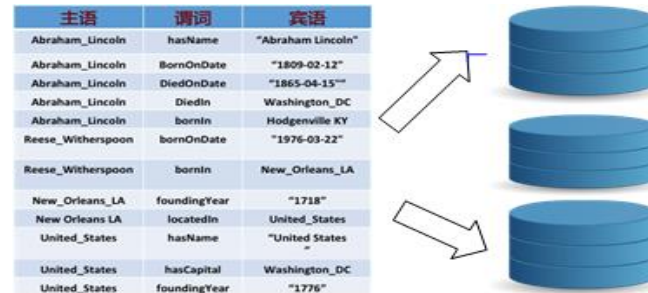 主语 谓词 宾语
Abraham_Lincoln hasName “Abraham Lincoln”
Abraham_Lincoln BornOnDate “1809-02-12”
Abraham_Lincoln DiedOnDate “1865-04-15””
Abraham_Lincoln DiedIn Washington_DC
Abraham_Lincoln bornIn Hodgenville KY
Reese_Witherspoon bornOnDate “1976-03-22”
Reese_Witherspoon bornIn New_Orleans_LA
New_Orleans_LA foundingYear “1718”
New Orleans LA locatedIn United_States
United_States hasName “United States
”
United_States hasCapital Washington_DC
United_States foundingYear “1776”